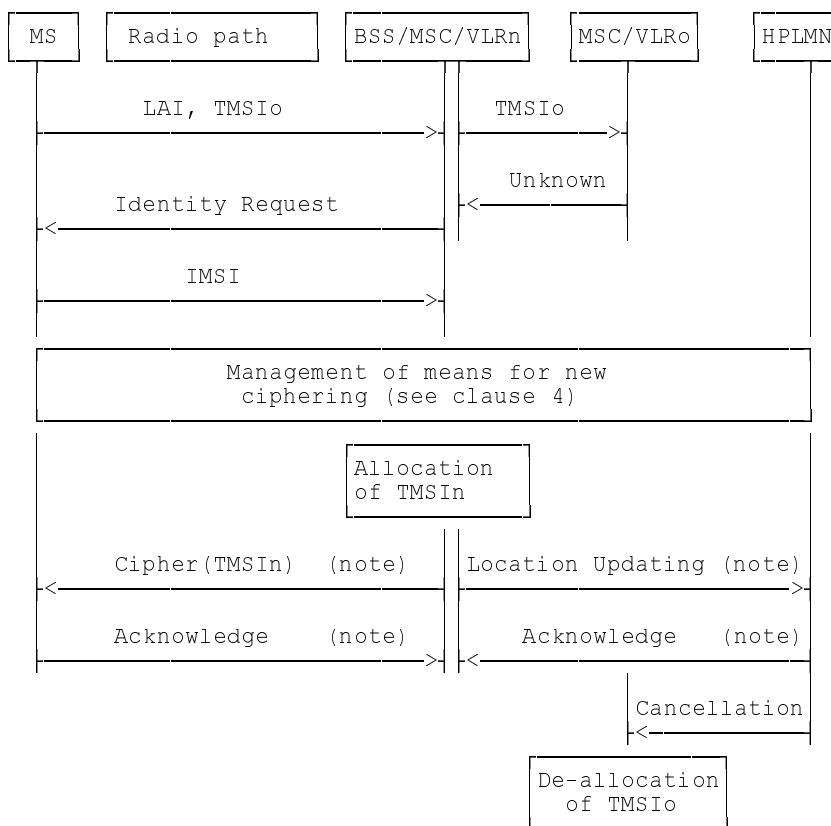 MS
Radio path
BSS/MSC/VLRn
MSC/VLRo
HPLMN
LAI, TMSIo
TMSIo
Unknown
Identity Request
IMSI
Management of means for new
ciphering (see clause 4)
Allocation
of TMSIn
Cipher(TMSIn) (note)
Location Updating (note)
Acknowledge (note)
Acknowledge (note)
Cancellation
De-allocation
of TMSIo